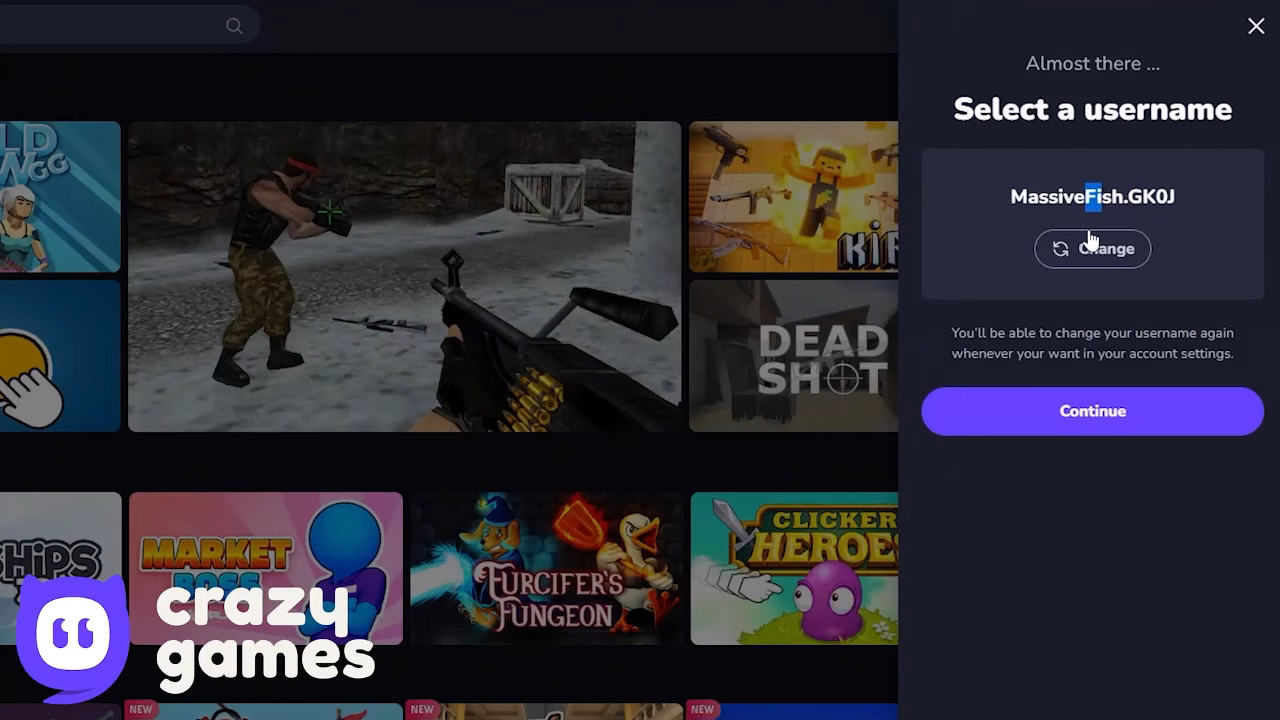 Almost there ...
Select a username
MassiveFish.GK0J
Change
You'll be able to change your username again
whenever your want in your account settings.
Continue
DEAD
SHOT
MARKET
BOSS
FURCIFER'S
FUNGEON
CLICKER
HEROES
crazy
games
NEW
NEW
NEW